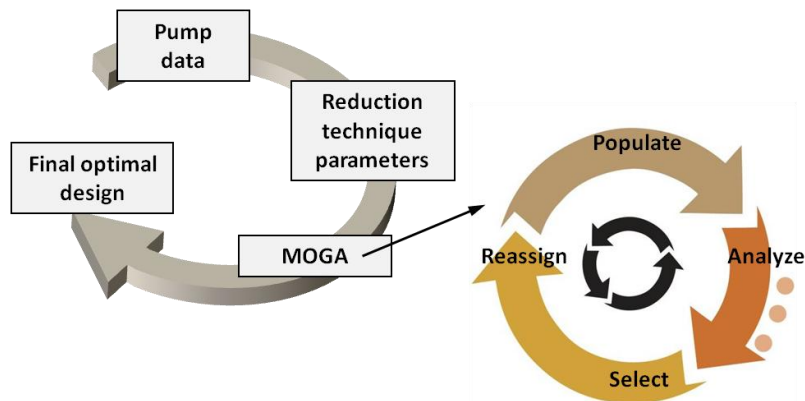 Pump
data
Reduction
technique
parameters
Final optimal
design
MOGA
Populate
Reassign
Analyze
Select